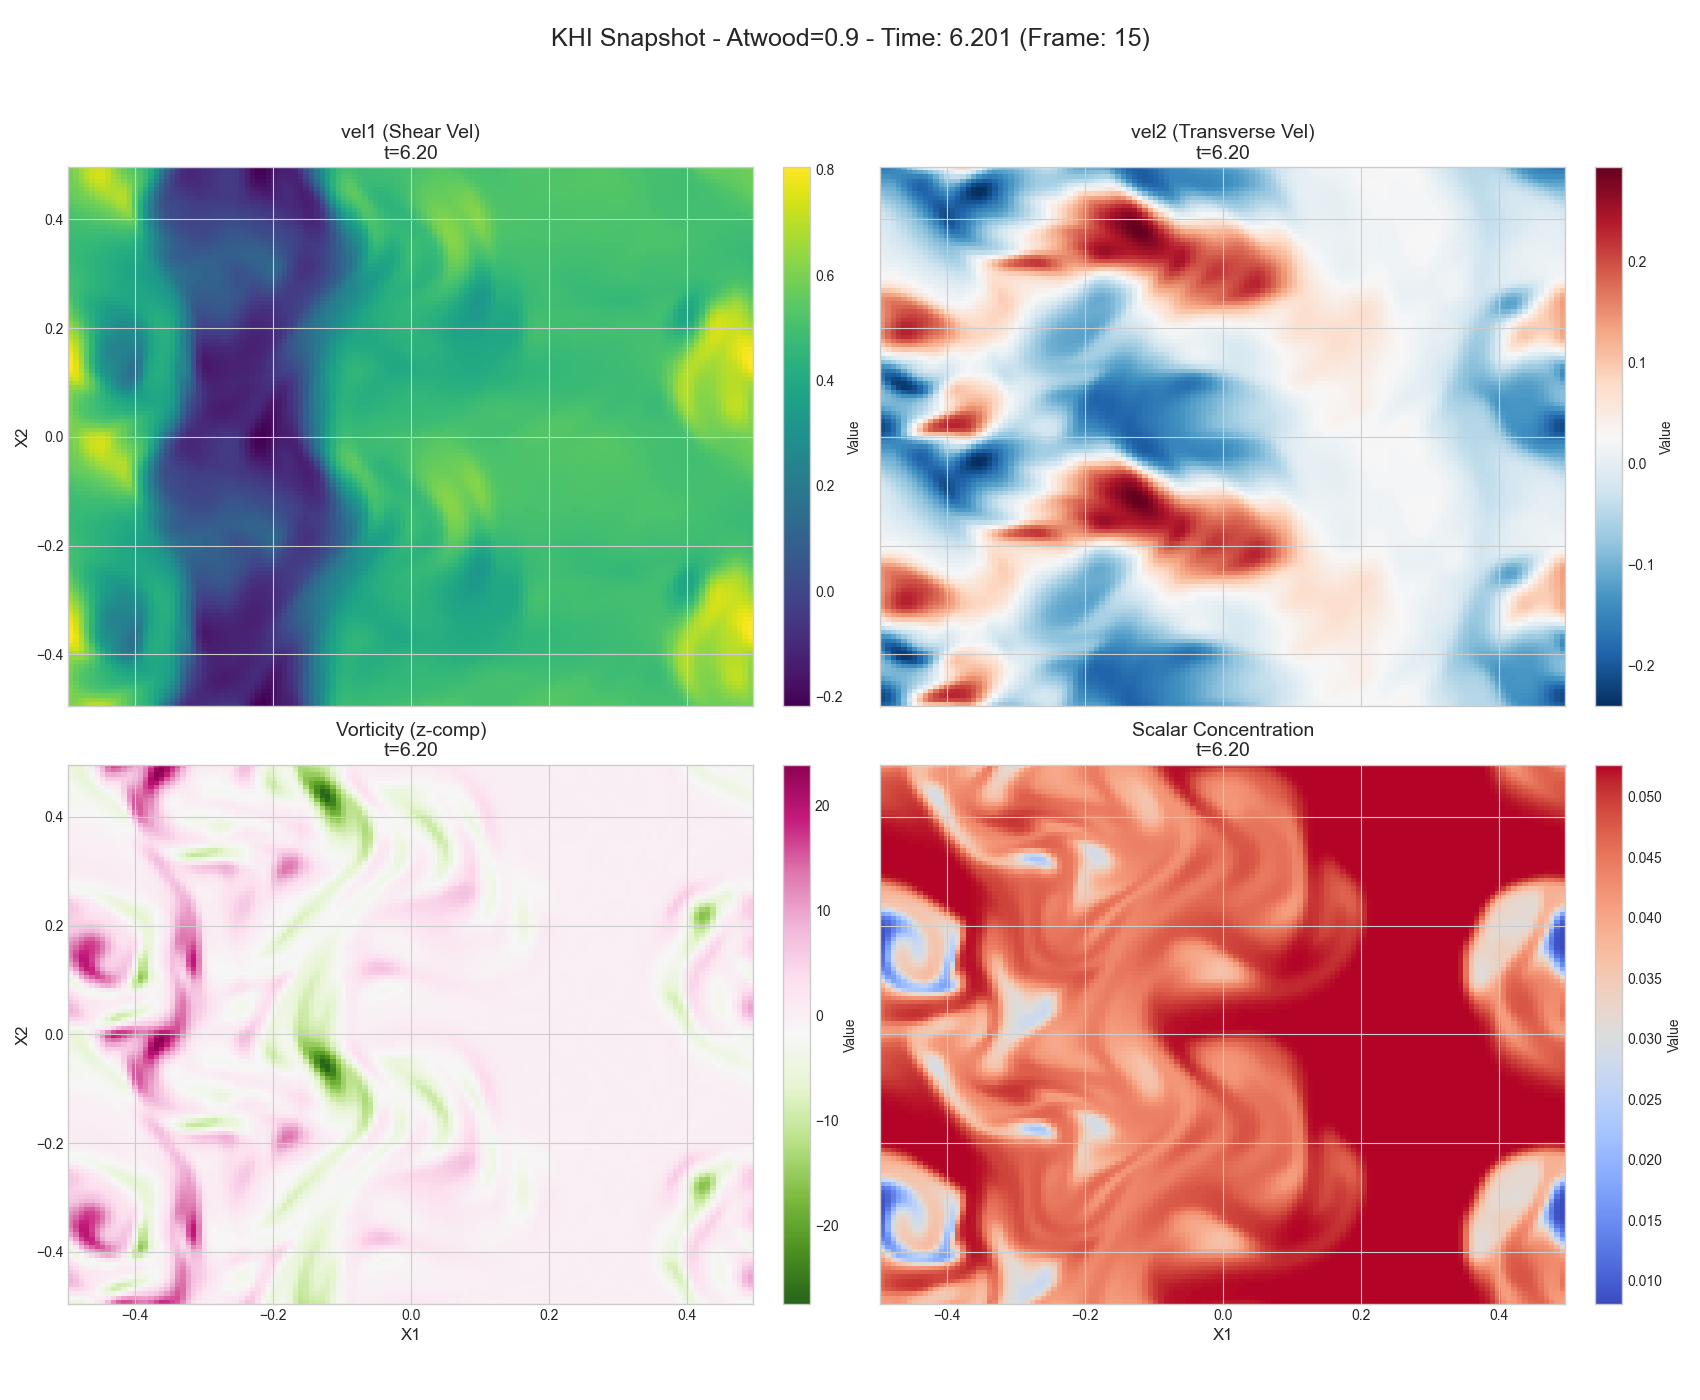 KHI Snapshot - Atwood=0.9 - Time: 6.201 (Frame: 15)
vel1 (Shear Vel)
t=6.20
X2
0.4
0.2
0.0
−0.2
−0.4
0.8
0.6
0.4
0.2
0.0
−0.2
Value
vel2 (Transverse Vel)
t=6.20
0.2
0.1
0.0
−0.1
−0.2
Value
Vorticity (z-comp)
t=6.20
X2
0.4
0.2
0.0
−0.2
−0.4
−0.4 −0.2 0.0 0.2 0.4
X1
20
10
0
−10
−20
Value
Scalar Concentration
t=6.20
−0.4 −0.2 0.0 0.2 0.4
X1
0.050
0.045
0.040
0.035
0.030
0.025
0.020
0.015
0.010
Value